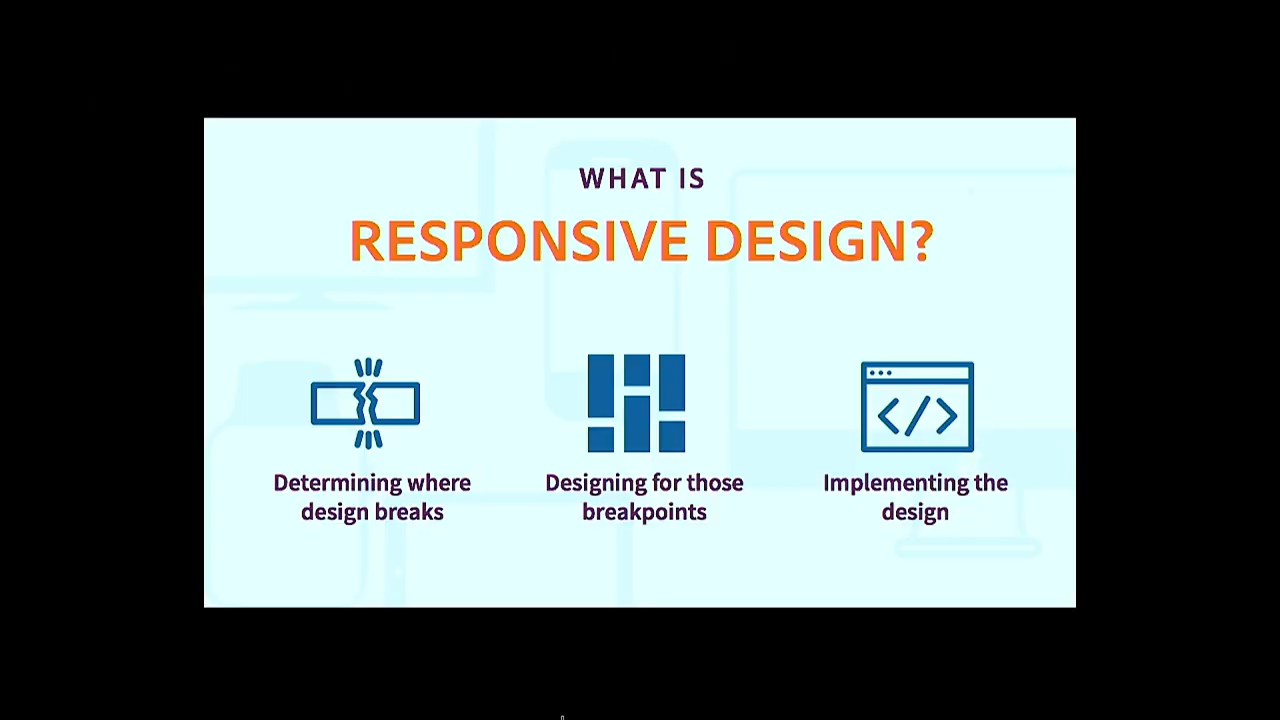 WHAT IS
RESPONSIVE DESIGN?
Determining where
design breaks
Designing for those
breakpoints
Implementing the
design